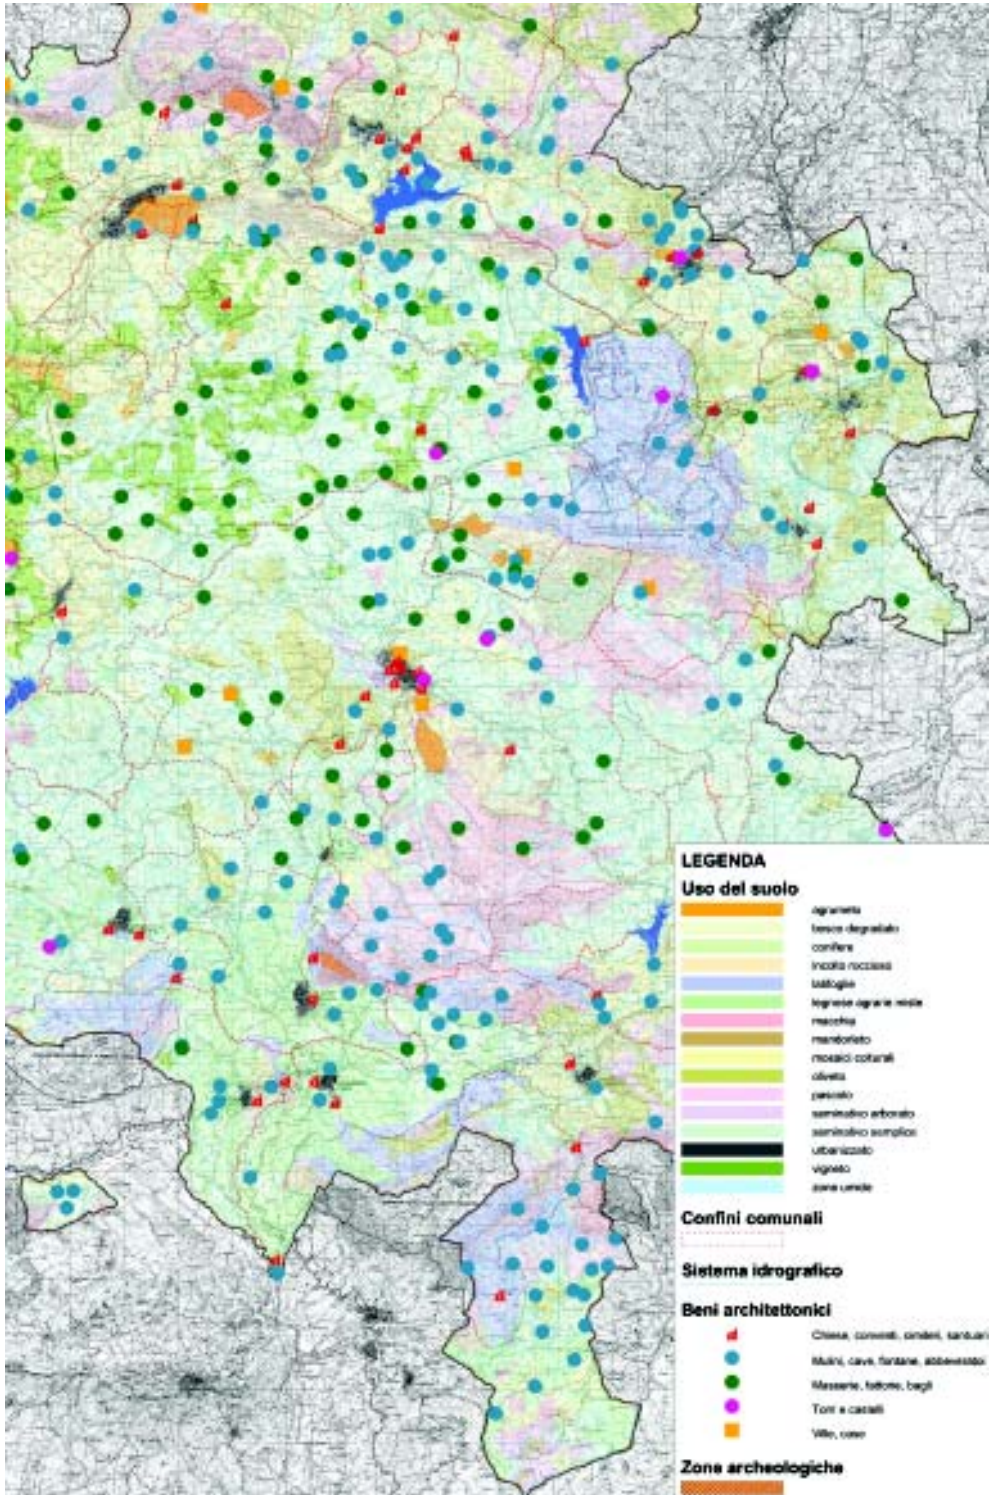 LEGENDA
Uso del suolo
agrumeto
bosco degradato
conifere
incolto roccioso
latifoglie
legnose agrarie miste
macchia
mandorleto
mosaici colturali
oliveto
pascolo
seminativo arborato
seminativo semplice
urbanizzato
vigneto
zone umide
Confini comunali
Sistema idrografico
Beni architettonici
Chiese, conventi, cimiteri, santuari
Mulini, cave, fontane, abbeveratoi
Masserie, fattorie, bagli
Torri e castelli
Ville, case
Zone archeologiche